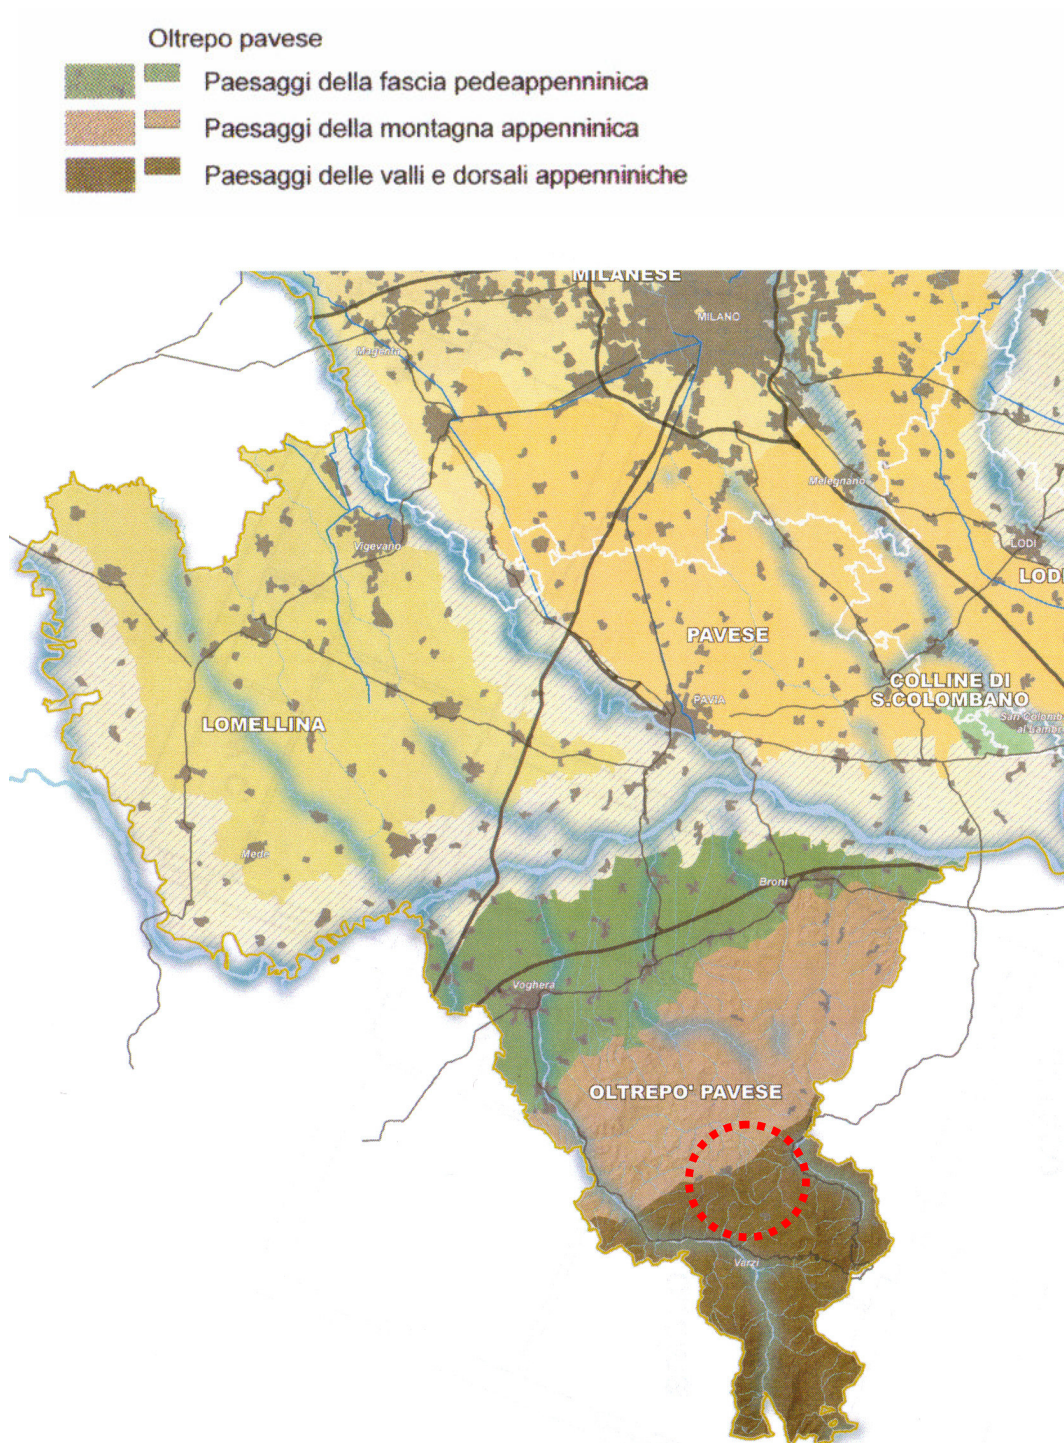 Oltrepo pavese
Paesaggi della fascia pedeappenninica
Paesaggi della montagna appenninica
Paesaggi delle valli e dorsali appenniniche
MILANESE
MILANO
Magenta
Melegnano
Vigevano
LODI
LODI
PAVESE
COLLINE DI
S.COLOMBANO
PAVIA
LOMELLINA
Mede
Broni
Voghera
OLTREPO' PAVESE
Varzi